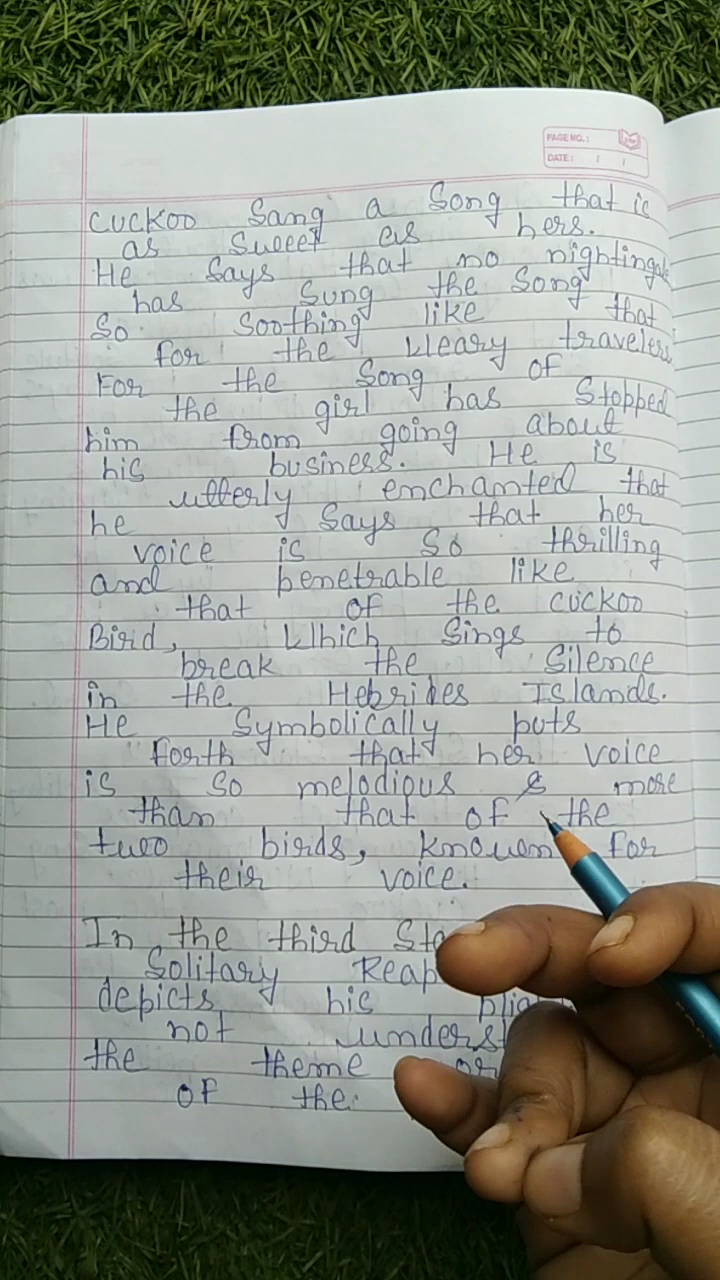 PAGE NO.:
DATE: / /
cuckoo Sang a Song that is
as Sweet as hers.
He Says that no nightingale
has Sung the Song
So Soothing like that
for the Weary travelers.
For the Song of
the girl has Stopped
him from going about
his business. He is
utterly enchanted that
he Says that her
voice is So thrilling
and penetrable like
that of the cuckoo
Bird, Which Sings to
break the Silence
in the Hebrides Islands.
He Symbolically puts
forth that her voice
is so melodious & more
than that of the
two birds, known for
their voice.
In the third
Solitary
depicts his
not
the theme
of the